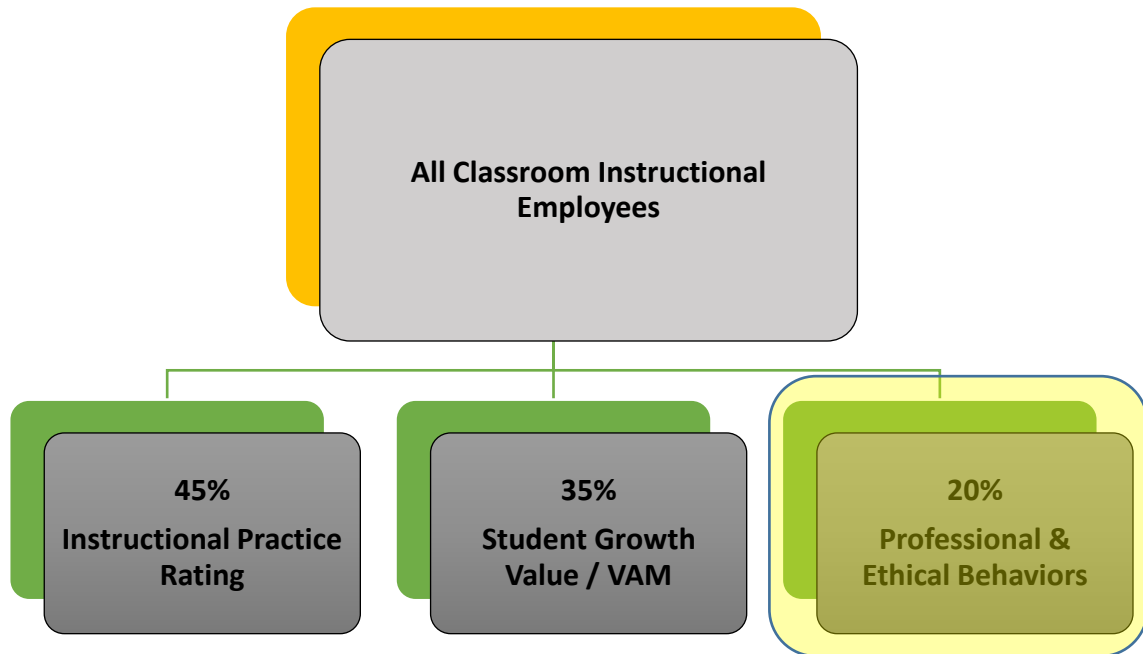 All Classroom Instructional
Employees
45%
Instructional Practice
Rating
35%
Student Growth
Value / VAM
20%
Professional &
Ethical Behaviors